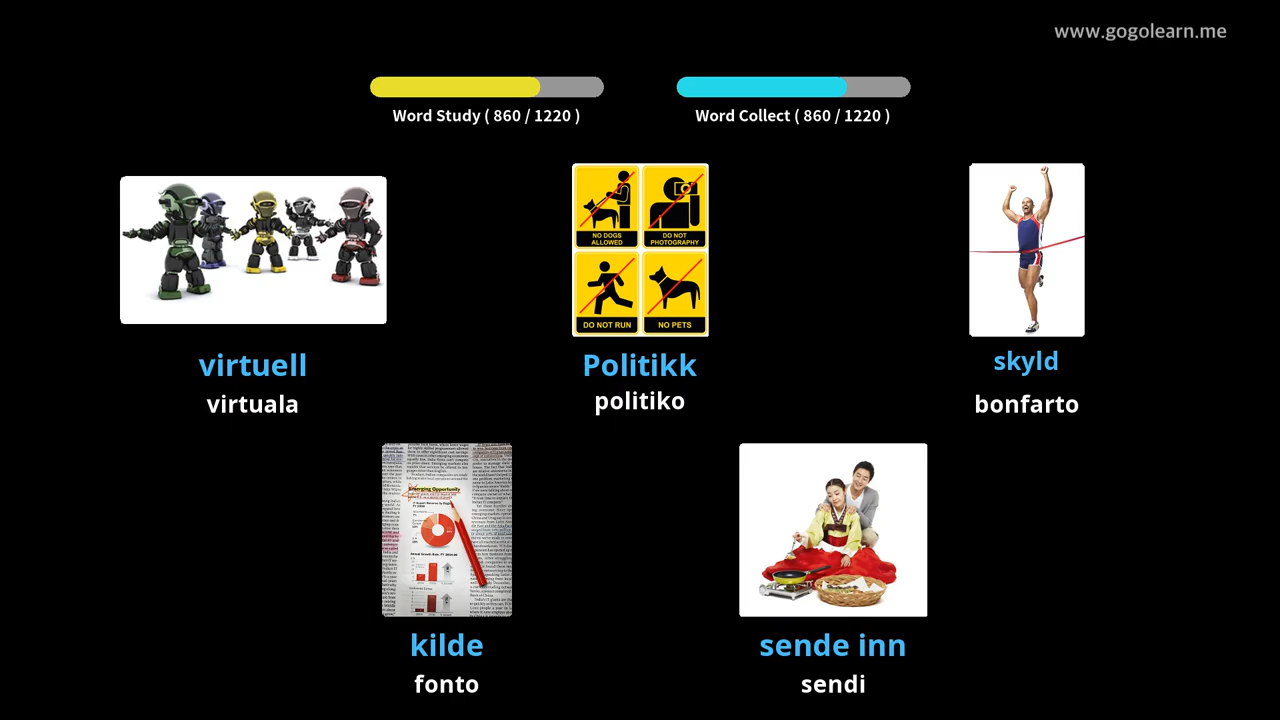 www.gogolearn.me
Word Study ( 860 / 1220 )
Word Collect ( 860 / 1220 )
NO DOGS
ALLOWED
DO NOT
PHOTOGRAPHY
DO NOT RUN
NO PETS
virtuell
virtuala
Politikk
politiko
skyld
bonfarto
Emerging Opportunity
kilde
fonto
sende inn
sendi